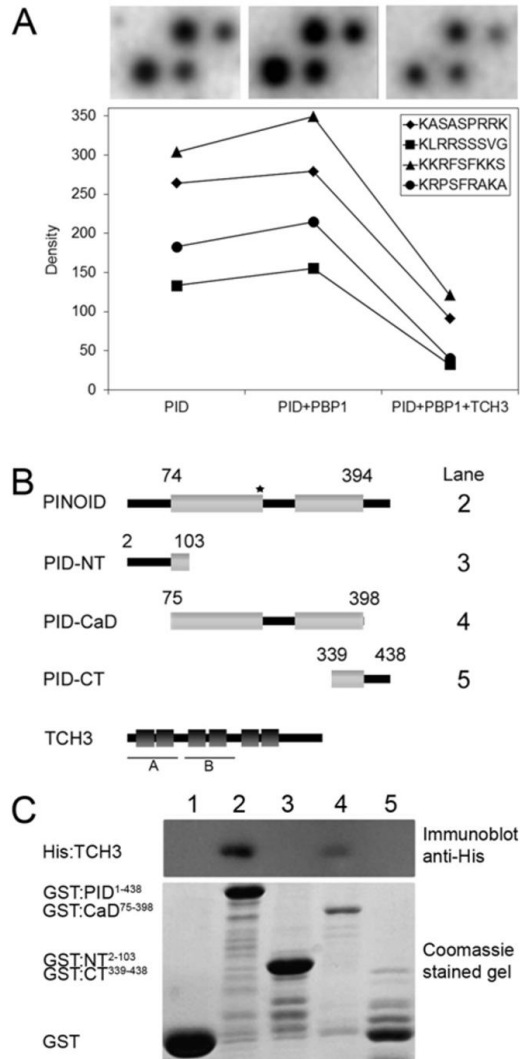 A
350
300
250
200
150
100
50
0
Density
KASASPRRK
KLRRSSSVG
KKRFSFKKS
KRPSFRAKA
PID PID+PBP1 PID+PBP1+TCH3
B
74 394 Lane
PINOID 2
2 103
PID-NT 3
75 398
PID-CaD 4
339 438
PID-CT 5
TCH3
A B
C
1 2 3 4 5
His:TCH3
Immunoblot
anti-His
GST:PID1-438
GST:CaD75-398
GST:NT2-103
GST:CT339-438
GST
Coomassie
stained gel